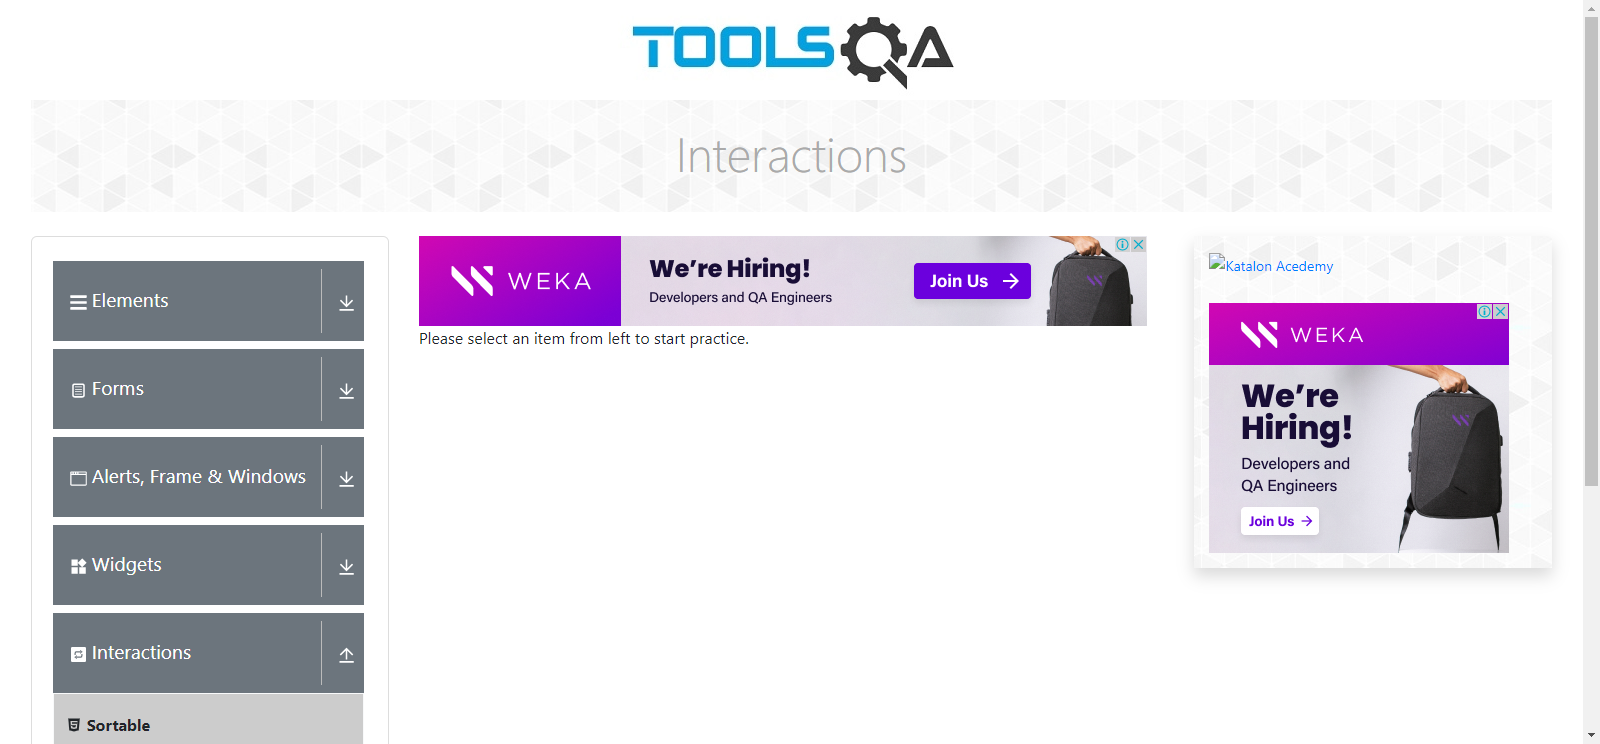 TOOLSQA
Interactions
Elements
Forms
Alerts, Frame & Windows
Widgets
Interactions
Sortable
WEKA
We're Hiring!
Developers and QA Engineers
Join Us
Please select an item from left to start practice.
Katalon Acedemy
WEKA
We're
Hiring!
Developers and
QA Engineers
Join Us